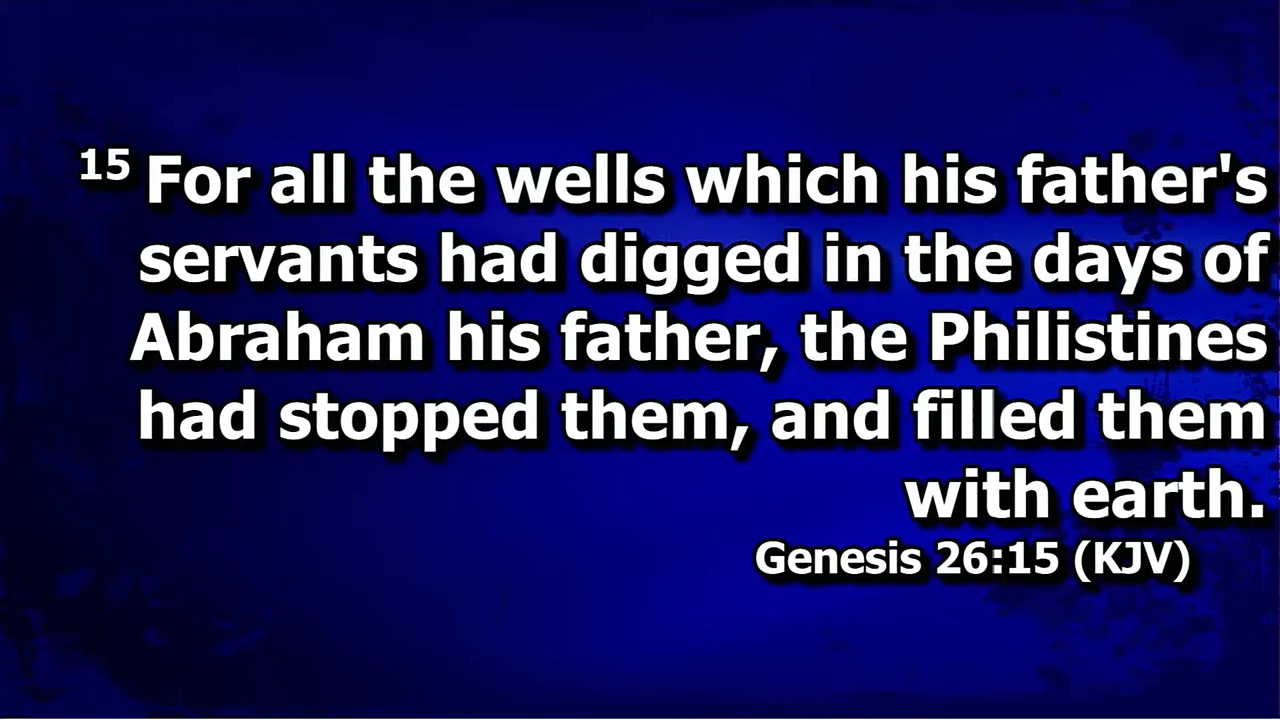 15 For all the wells which his father's
servants had digged in the days of
Abraham his father, the Philistines
had stopped them, and filled them
with earth.
Genesis 26:15 (KJV)